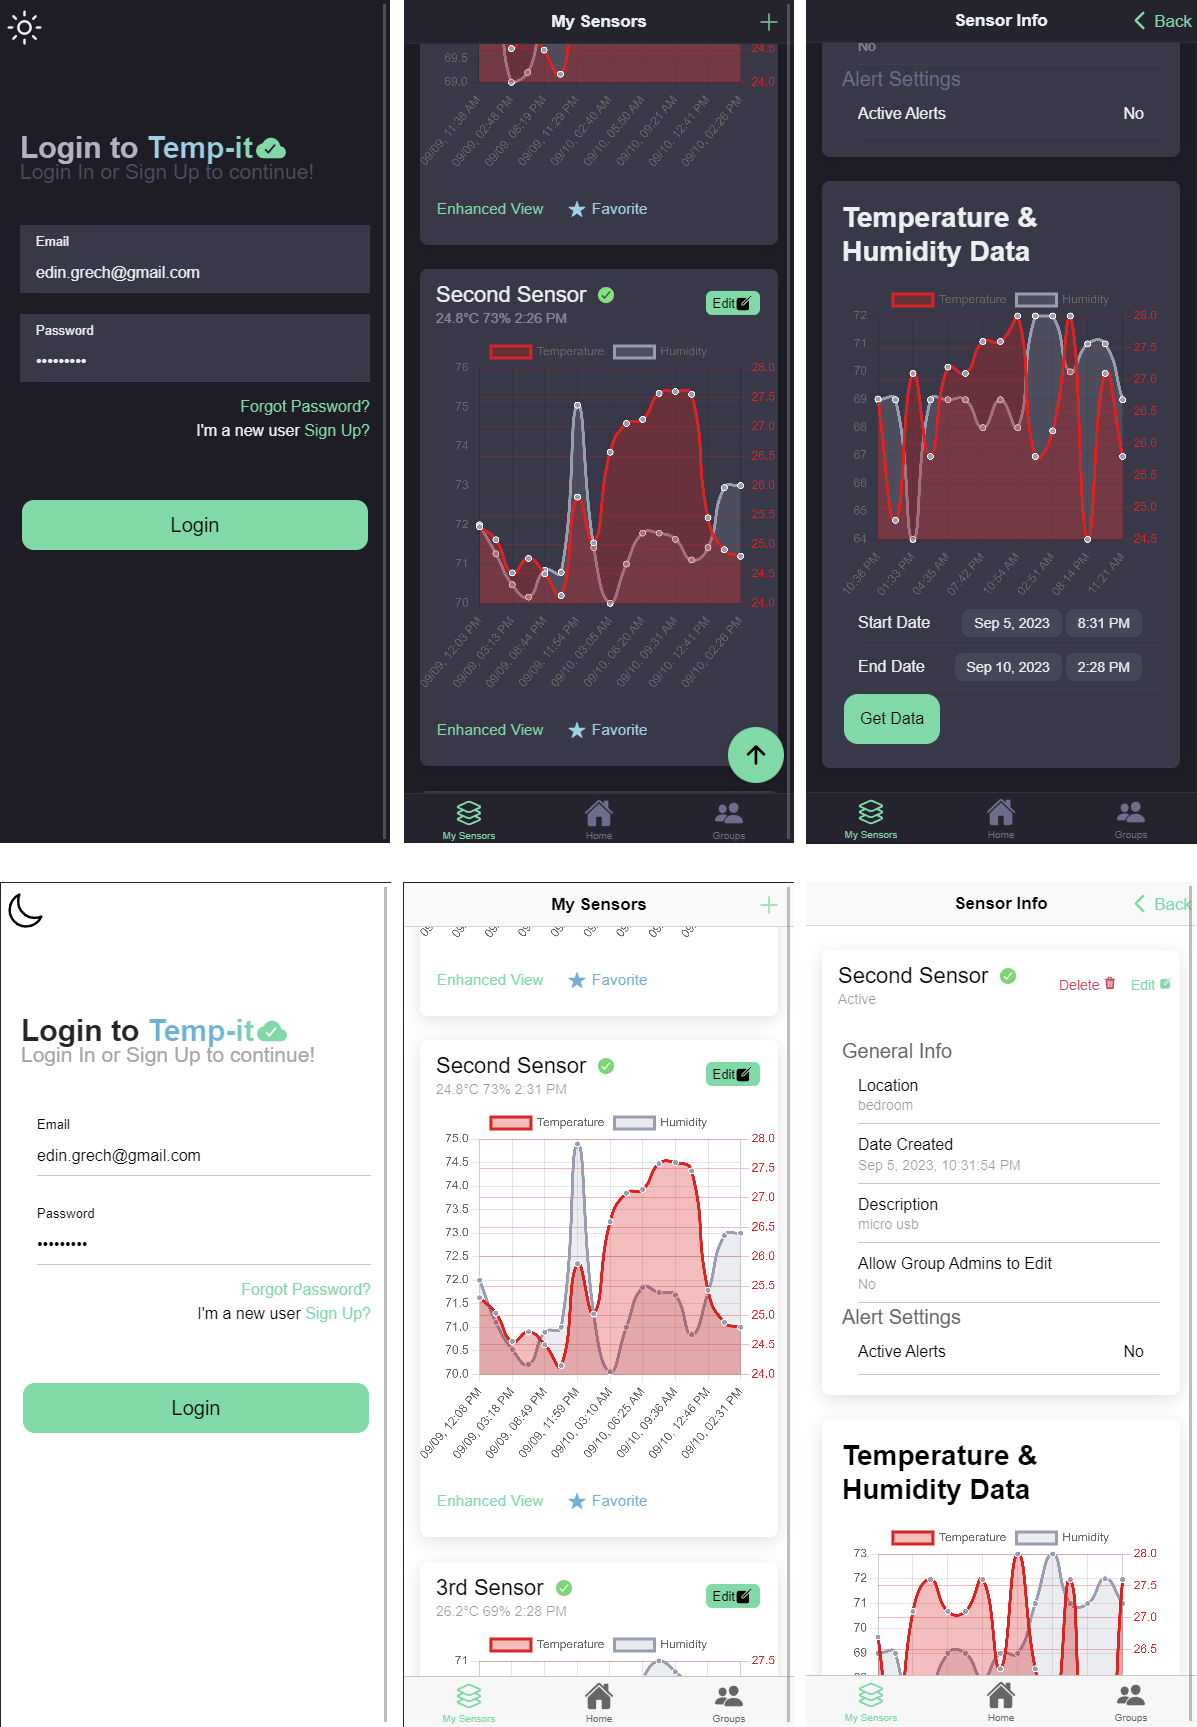 Login to Temp-it
Login In or Sign Up to continue!
Email
edin.grech@gmail.com
Password
•••••••••
Forgot Password?
I'm a new user Sign Up?
Login
My Sensors
69.5
69.0
24.5
24.0
09/09, 11:38 AM
09/09, 02:48 PM
09/09, 08:19 PM
09/09, 11:29 PM
09/10, 02:40 AM
09/10, 05:50 AM
09/10, 09:21 AM
09/10, 12:41 PM
09/10, 02:26 PM
Enhanced View Favorite
Second Sensor
Edit
24.8°C 73% 2:26 PM
Temperature Humidity
76
75
74
73
72
71
70
28.0
27.5
27.0
26.5
26.0
25.5
25.0
24.5
24.0
09/09, 12:03 PM
09/09, 03:13 PM
09/09, 08:44 PM
09/09, 11:54 PM
09/10, 03:05 AM
09/10, 06:20 AM
09/10, 09:31 AM
09/10, 12:41 PM
09/10, 02:26 PM
Enhanced View Favorite
My Sensors Home Groups
Sensor Info Back
No
Alert Settings
Active Alerts No
Temperature &
Humidity Data
Temperature Humidity
72
71
70
69
68
67
66
65
64
28.0
27.5
27.0
26.5
26.0
25.5
25.0
24.5
10:36 PM
01:33 PM
04:35 AM
07:42 PM
10:54 AM
02:51 AM
08:14 PM
11:21 AM
Start Date Sep 5, 2023 8:31 PM
End Date Sep 10, 2023 2:28 PM
Get Data
My Sensors Home Groups
Login to Temp-it
Login In or Sign Up to continue!
Email
edin.grech@gmail.com
Password
•••••••••
Forgot Password?
I'm a new user Sign Up?
Login
My Sensors
Enhanced View Favorite
Second Sensor
Edit
24.8°C 73% 2:31 PM
Temperature Humidity
75.0
74.5
74.0
73.5
73.0
72.5
72.0
71.5
71.0
70.5
70.0
28.0
27.5
27.0
26.5
26.0
25.5
25.0
24.5
24.0
09/09, 12:08 PM
09/09, 03:18 PM
09/09, 08:49 PM
09/09, 11:59 PM
09/10, 03:10 AM
09/10, 06:25 AM
09/10, 09:36 AM
09/10, 12:46 PM
09/10, 02:31 PM
Enhanced View Favorite
3rd Sensor
Edit
26.2°C 69% 2:28 PM
Temperature Humidity
71
27.5
My Sensors Home Groups
Sensor Info Back
Second Sensor
Delete Edit
Active
General Info
Location
bedroom
Date Created
Sep 5, 2023, 10:31:54 PM
Description
micro usb
Allow Group Admins to Edit
No
Alert Settings
Active Alerts No
Temperature &
Humidity Data
Temperature Humidity
73
72
71
70
69
28.0
27.5
27.0
26.5
My Sensors Home Groups